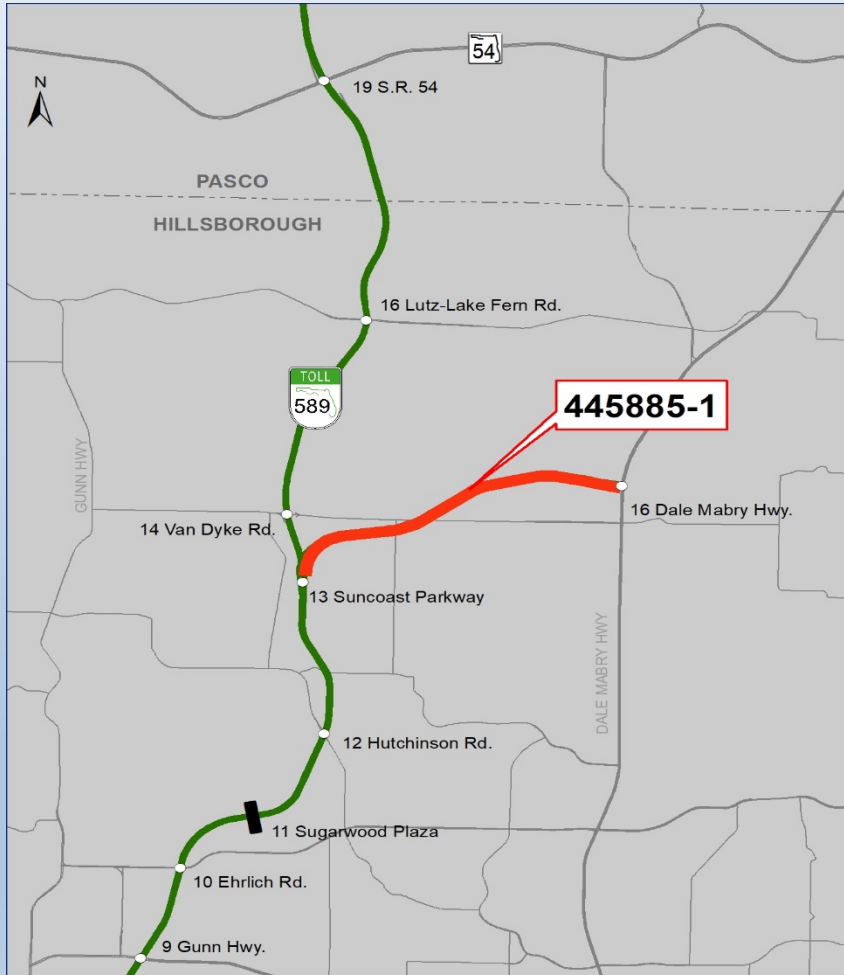 54
N
19 S.R. 54
PASCO
HILLSBOROUGH
16 Lutz-Lake Fern Rd.
TOLL
589
445885-1
GUNN HWY
16 Dale Mabry Hwy.
14 Van Dyke Rd.
13 Suncoast Parkway
DALE MABRY HWY
12 Hutchinson Rd.
11 Sugarwood Plaza
10 Ehrlich Rd.
9 Gunn Hwy.